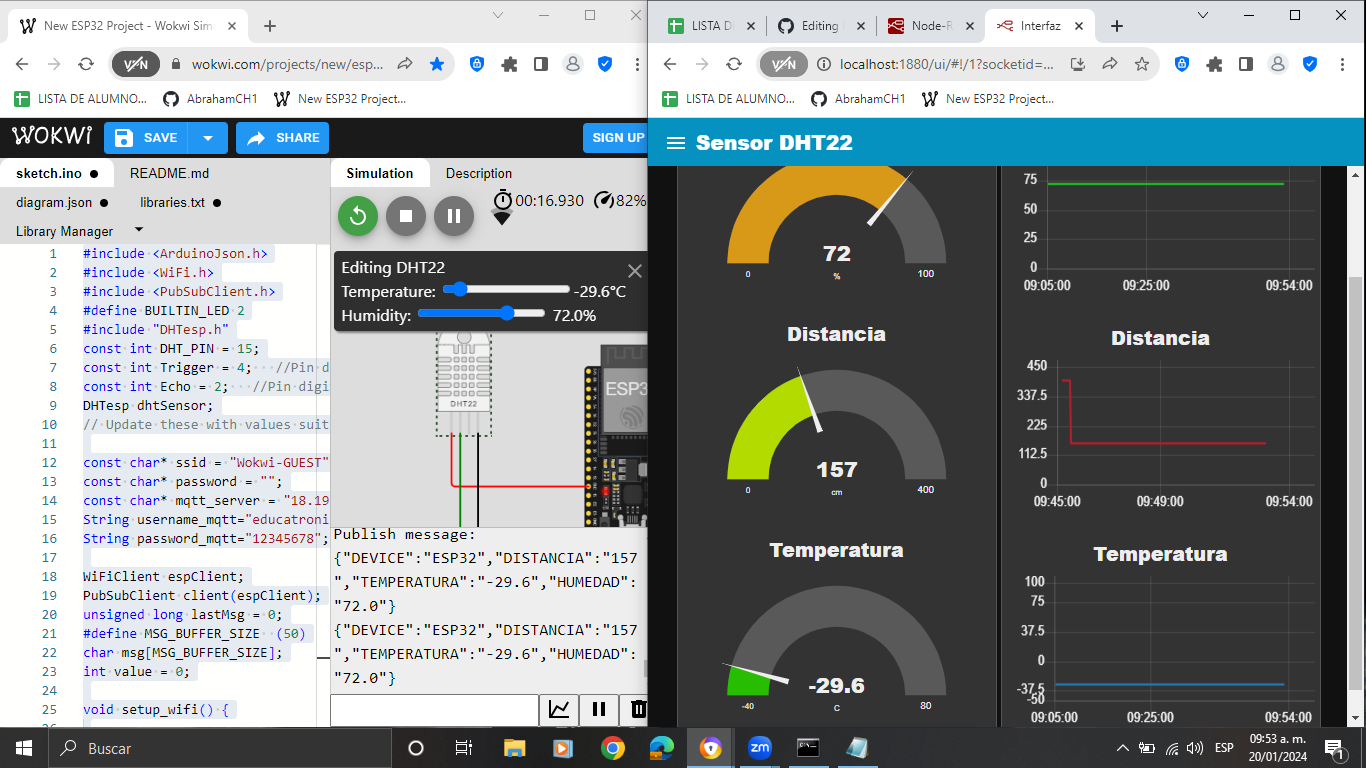 New ESP32 Project - Wokwi Sim
VPN
wokwi.com/projects/new/esp...
LISTA DE ALUMNO...
AbrahamCH1
New ESP32 Project...
WOKWI
SAVE
SHARE
SIGN UP
sketch.ino ●
README.md
diagram.json ●
libraries.txt ●
Library Manager
Simulation
Description
00:16.930
82%
1 #include <ArduinoJson.h>
2 #include <WiFi.h>
3 #include <PubSubClient.h>
4 #define BUILTIN_LED 2
5 #include "DHTesp.h"
6 const int DHT_PIN = 15;
7 const int Trigger = 4; //Pin d
8 const int Echo = 2; //Pin digi
9 DHTesp dhtSensor;
10 // Update these with values suit
11
12 const char* ssid = "Wokwi-GUEST"
13 const char* password = "";
14 const char* mqtt_server = "18.19
15 String username_mqtt="educatroni
16 String password_mqtt="12345678";
17
18 WiFiClient espClient;
19 PubSubClient client(espClient);
20 unsigned long lastMsg = 0;
21 #define MSG_BUFFER_SIZE (50)
22 char msg[MSG_BUFFER_SIZE];
23 int value = 0;
24
25 void setup_wifi() {
Editing DHT22
Temperature: -29.6°C
Humidity: 72.0%
DHT22
ESP3
Publish message:
{"DEVICE":"ESP32","DISTANCIA":"157
","TEMPERATURA":"-29.6","HUMEDAD":
"72.0"}
{"DEVICE":"ESP32","DISTANCIA":"157
","TEMPERATURA":"-29.6","HUMEDAD":
"72.0"}
LISTA D
Editing
Node-R
Interfaz
VPN
localhost:1880/ui/#!/1?socketid=...
LISTA DE ALUMNO...
AbrahamCH1
New ESP32 Project...
Sensor DHT22
72
%
0
100
Distancia
157
cm
0
400
Temperatura
-29.6
C
-40
80
75
50
25
0
09:05:00
09:25:00
09:54:00
Distancia
450
337.5
225
112.5
0
09:45:00
09:49:00
09:54:00
Temperatura
100
75
37.5
0
-37.5
-50
09:05:00
09:25:00
09:54:00
Buscar
zm
ESP
09:53 a. m.
20/01/2024
1